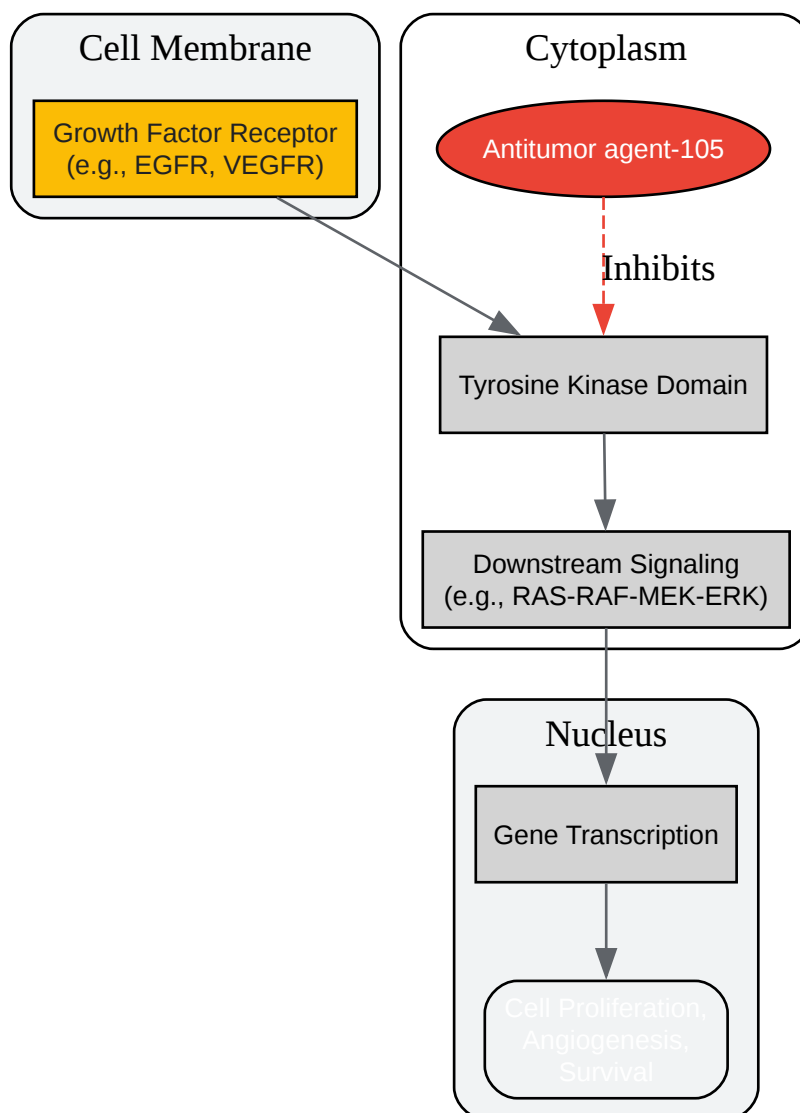 Cell Membrane
Growth Factor Receptor
(e.g., EGFR, VEGFR)
Cytoplasm
Antitumor agent-105
Inhibits
Tyrosine Kinase Domain
Downstream Signaling
(e.g., RAS-RAF-MEK-ERK)
Nucleus
Gene Transcription
Cell Proliferation,
Angiogenesis,
Survival